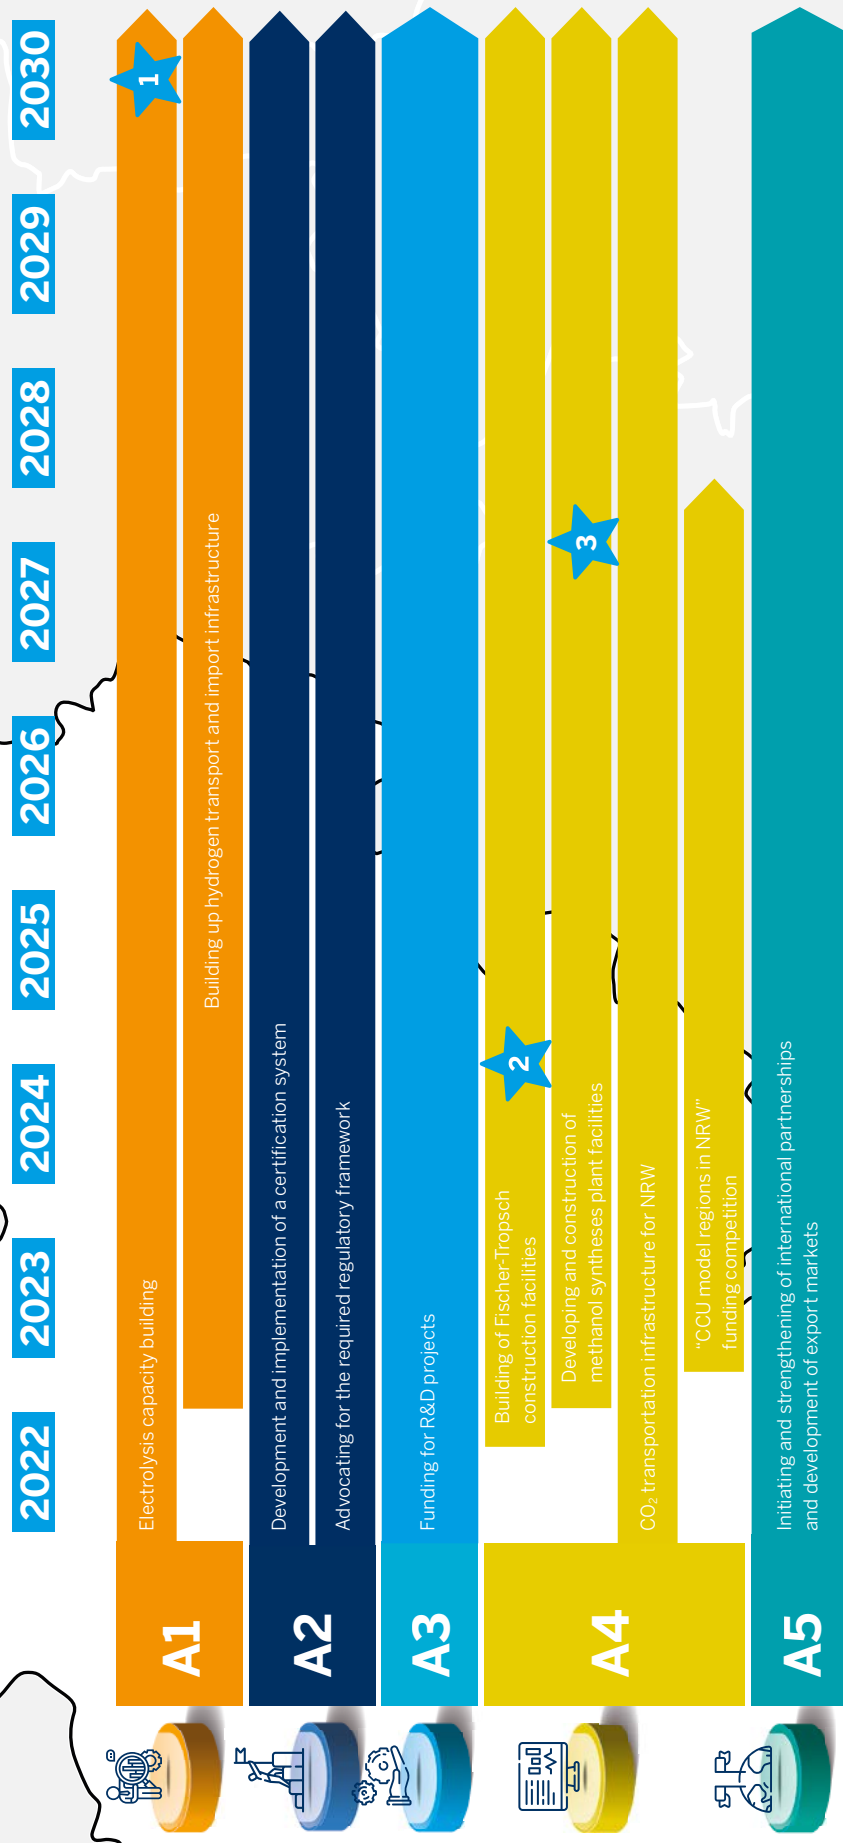 2022
2023
2024
2025
2026
2027
2028
2029
2030
A1
Electrolysis capacity building
1
Building up hydrogen transport and import infrastructure
A2
Development and implementation of a certification system
Advocating for the required regulatory framework
A3
Funding for R&D projects
A4
Building of Fischer-Tropsch
construction facilities
2
Developing and construction of
methanol syntheses plant facilities
3
CO₂ transportation infrastructure for NRW
"CCU model regions in NRW"
funding competition
A5
Initiating and strengthening of international partnerships
and development of export markets